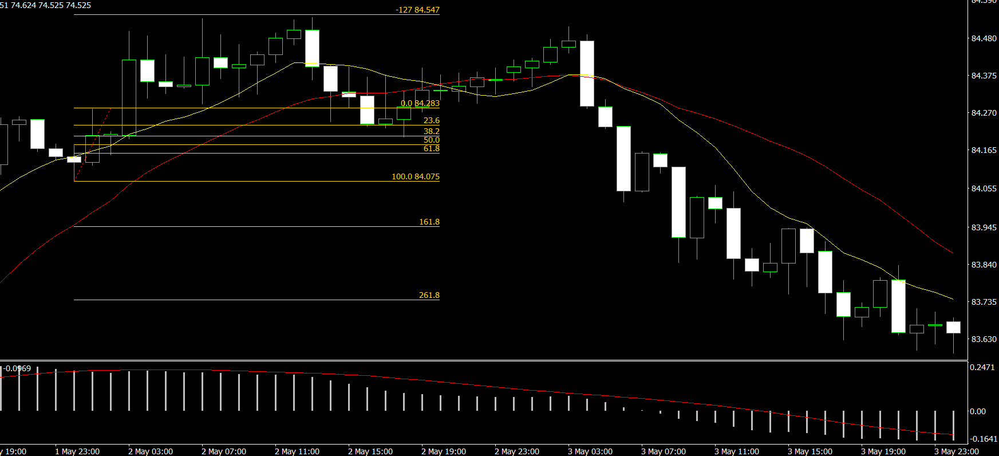 51 74.624 74.525 74.525
-127 84.547
0.0 84.283
23.6
38.2
50.0
61.8
100.0 84.075
161.8
261.8
84.590
84.480
84.375
84.270
84.165
84.055
83.945
83.840
83.735
83.630
-0.0969
0.2471
0.00
-0.1641
19:00
1 May 23:00
2 May 03:00
2 May 07:00
2 May 11:00
2 May 15:00
2 May 19:00
2 May 23:00
3 May 03:00
3 May 07:00
3 May 11:00
3 May 15:00
3 May 19:00
3 May 23:00